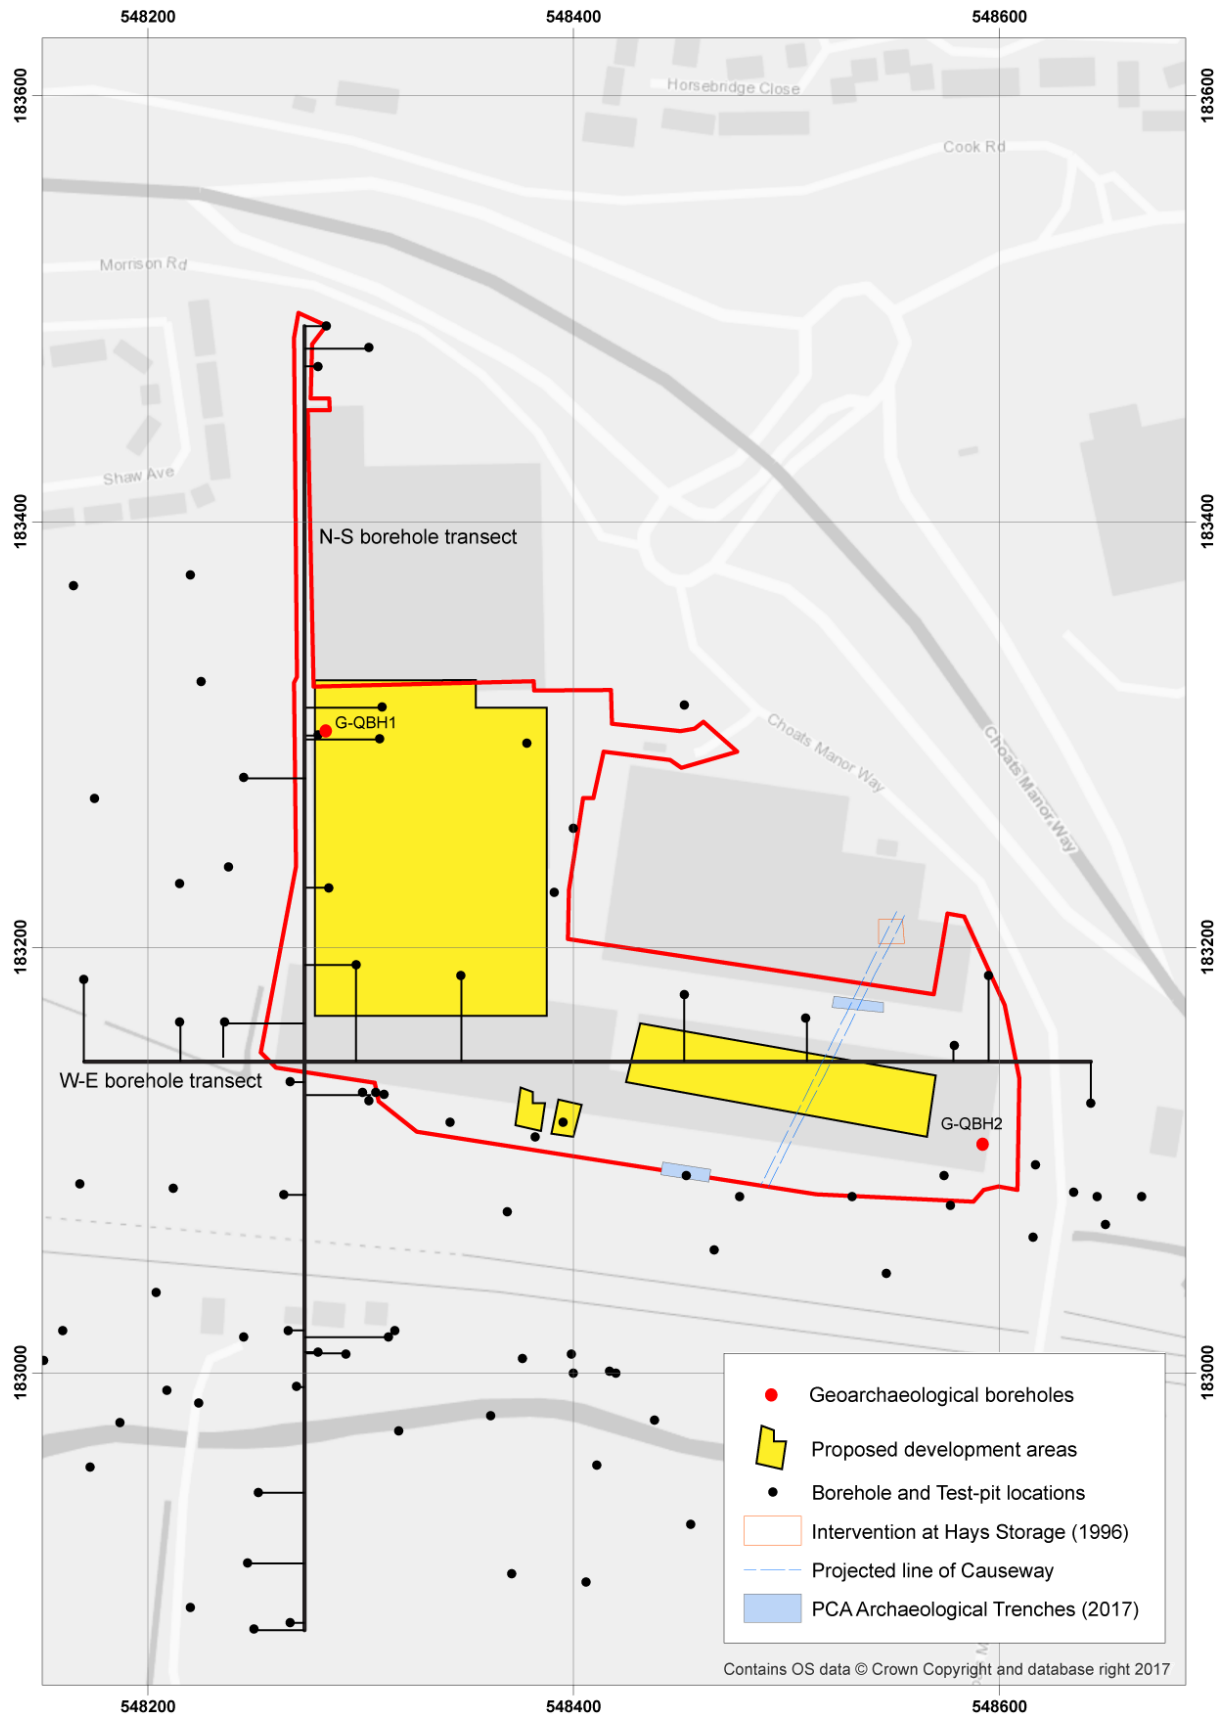 548200
548400
548600
183600
183600
Horsebridge Close
Cook Rd
Morrison Rd
Shaw Ave
183400
183400
N-S borehole transect
G-QBH1
Choats Manor Way
Choats Manor Way
183200
183200
W-E borehole transect
G-QBH2
183000
183000
Geoarchaeological boreholes
Proposed development areas
Borehole and Test-pit locations
Intervention at Hays Storage (1996)
Projected line of Causeway
PCA Archaeological Trenches (2017)
Contains OS data © Crown Copyright and database right 2017
548200
548400
548600